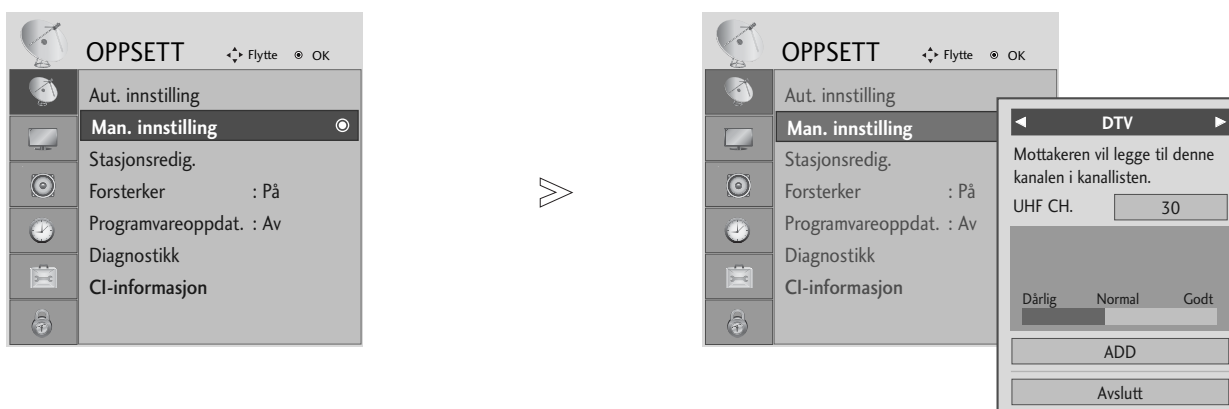 OPPSETT Flytte OK
Aut. innstilling
Man. innstilling
Stasjonsredig.
Forsterker : På
Programvareoppdat. : Av
Diagnostikk
CI-informasjon
OPPSETT Flytte OK
Aut. innstilling
Man. innstilling
Stasjonsredig.
Forsterker : På
Programvareoppdat. : Av
Diagnostikk
CI-informasjon
DTV
Mottakeren vil legge til denne
kanalen i kanallisten.
UHF CH. 30
Dårlig Normal Godt
ADD
Avslutt